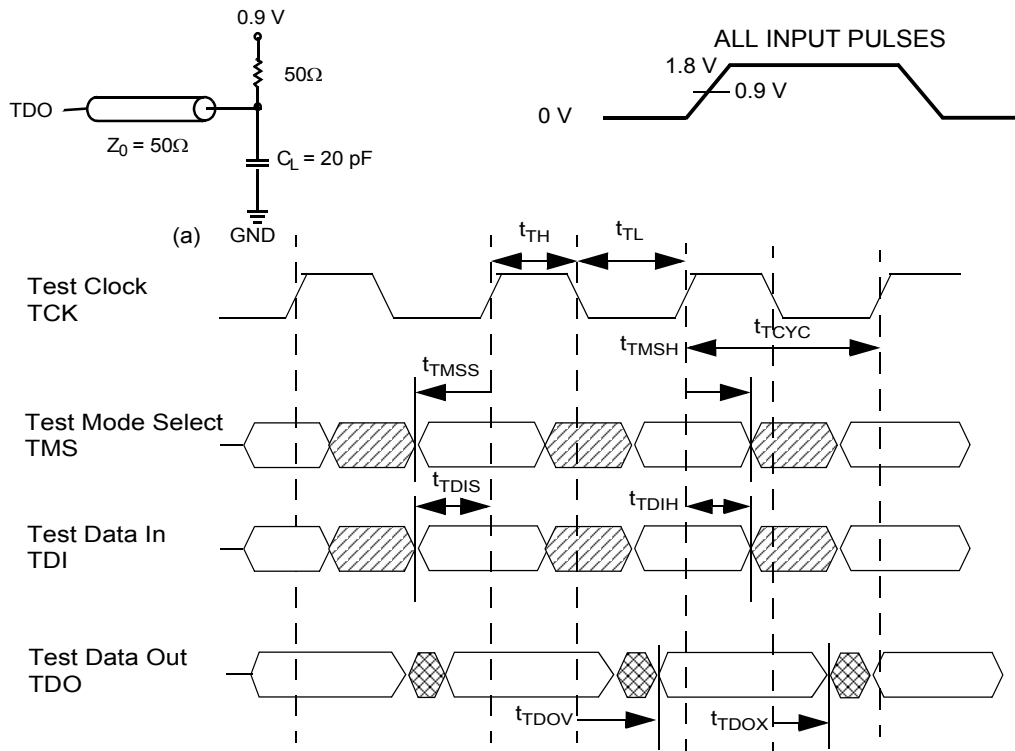 0.9 V
50Ω
TDO
Z0 = 50Ω
CL = 20 pF
(a)
GND
ALL INPUT PULSES
1.8 V
0.9 V
0 V
tTH
tTL
Test Clock
TCK
tTMSH
tTCYC
tTMSS
Test Mode Select
TMS
tTDIS
tTDIH
Test Data In
TDI
Test Data Out
TDO
tTDOV
tTDOX